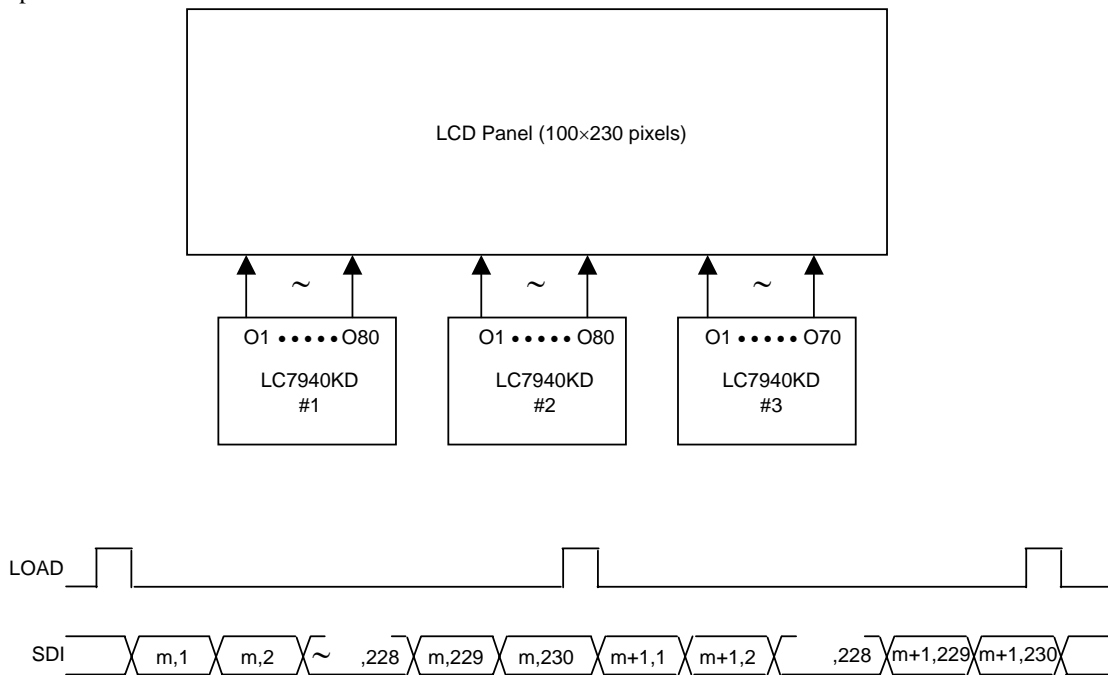 LCD Panel (100×230 pixels)
~ ~ ~
O1 ••••• O80 O1 ••••• O80 O1 ••••• O70
LC7940KD LC7940KD LC7940KD
#1 #2 #3
LOAD
SDI m,1 m,2 ~ ,228 m,229 m,230 m+1,1 m+1,2 ,228 m+1,229 m+1,230